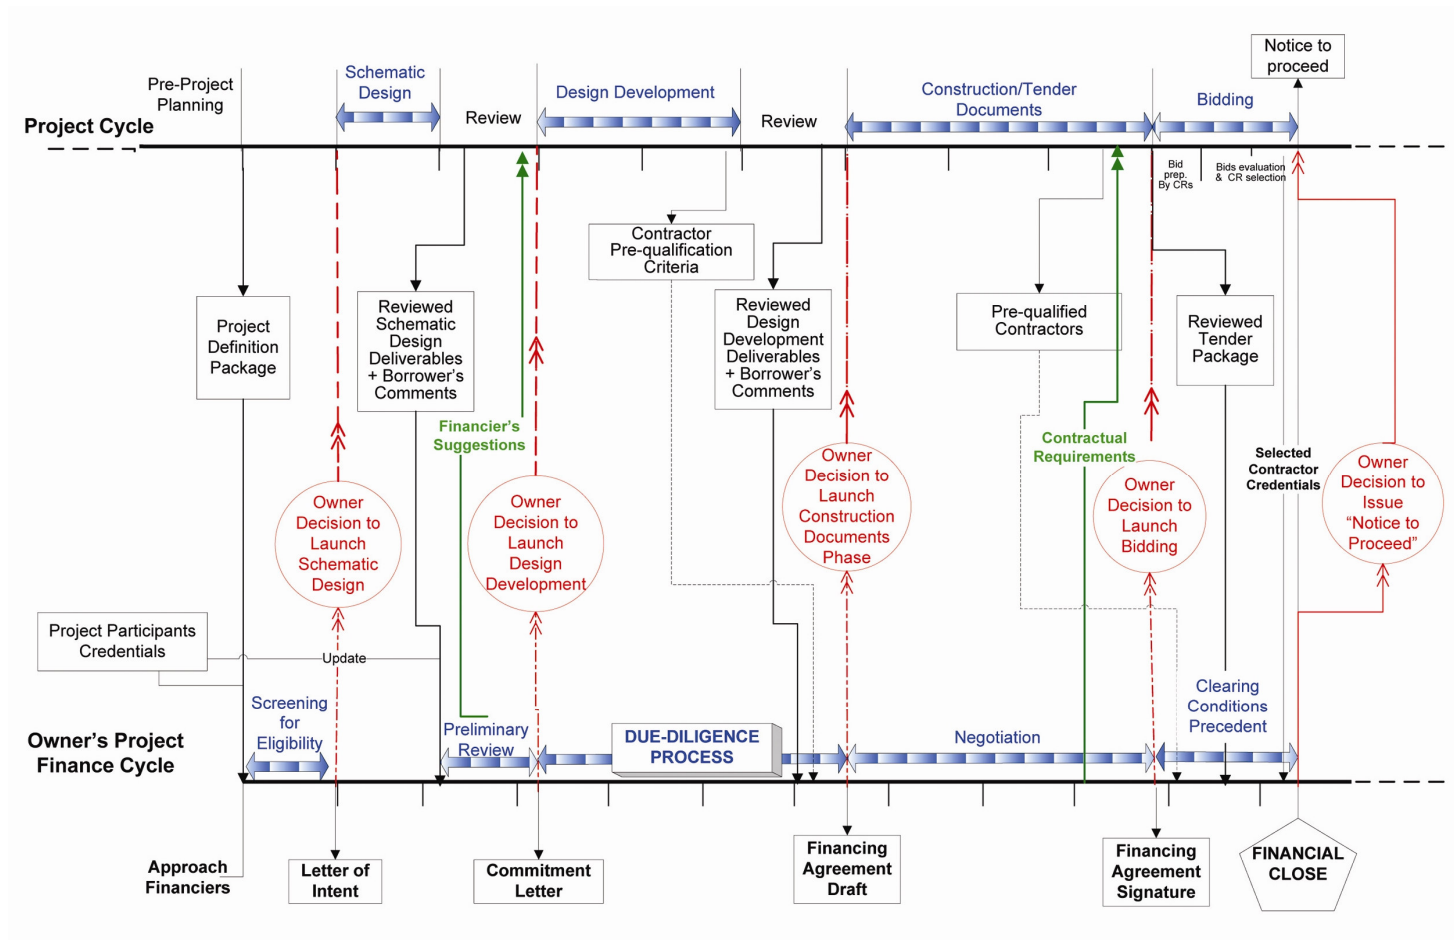 Notice to
proceed
Pre-Project
Planning
Schematic
Design
Review
Design Development
Review
Construction/Tender
Documents
Bidding
Project Cycle
Bid
prep.
By CRs
Bids evaluation
& CR selection
Contractor
Pre-qualification
Criteria
Project
Definition
Package
Reviewed
Schematic
Design
Deliverables
+ Borrower's
Comments
Reviewed
Design
Development
Deliverables
+ Borrower's
Comments
Pre-qualified
Contractors
Reviewed
Tender
Package
Financier's
Suggestions
Contractual
Requirements
Selected
Contractor
Credentials
Owner
Decision to
Launch
Schematic
Design
Owner
Decision to
Launch
Design
Development
Owner
Decision to
Launch
Construction
Documents
Phase
Owner
Decision to
Launch
Bidding
Owner
Decision to
Issue
“Notice to
Proceed”
Project Participants
Credentials
Update
Screening
for
Eligibility
Preliminary
Review
DUE-DILIGENCE
PROCESS
Negotiation
Clearing
Conditions
Precedent
Owner's Project
Finance Cycle
Approach
Financiers
Letter of
Intent
Commitment
Letter
Financing
Agreement
Draft
Financing
Agreement
Signature
FINANCIAL
CLOSE